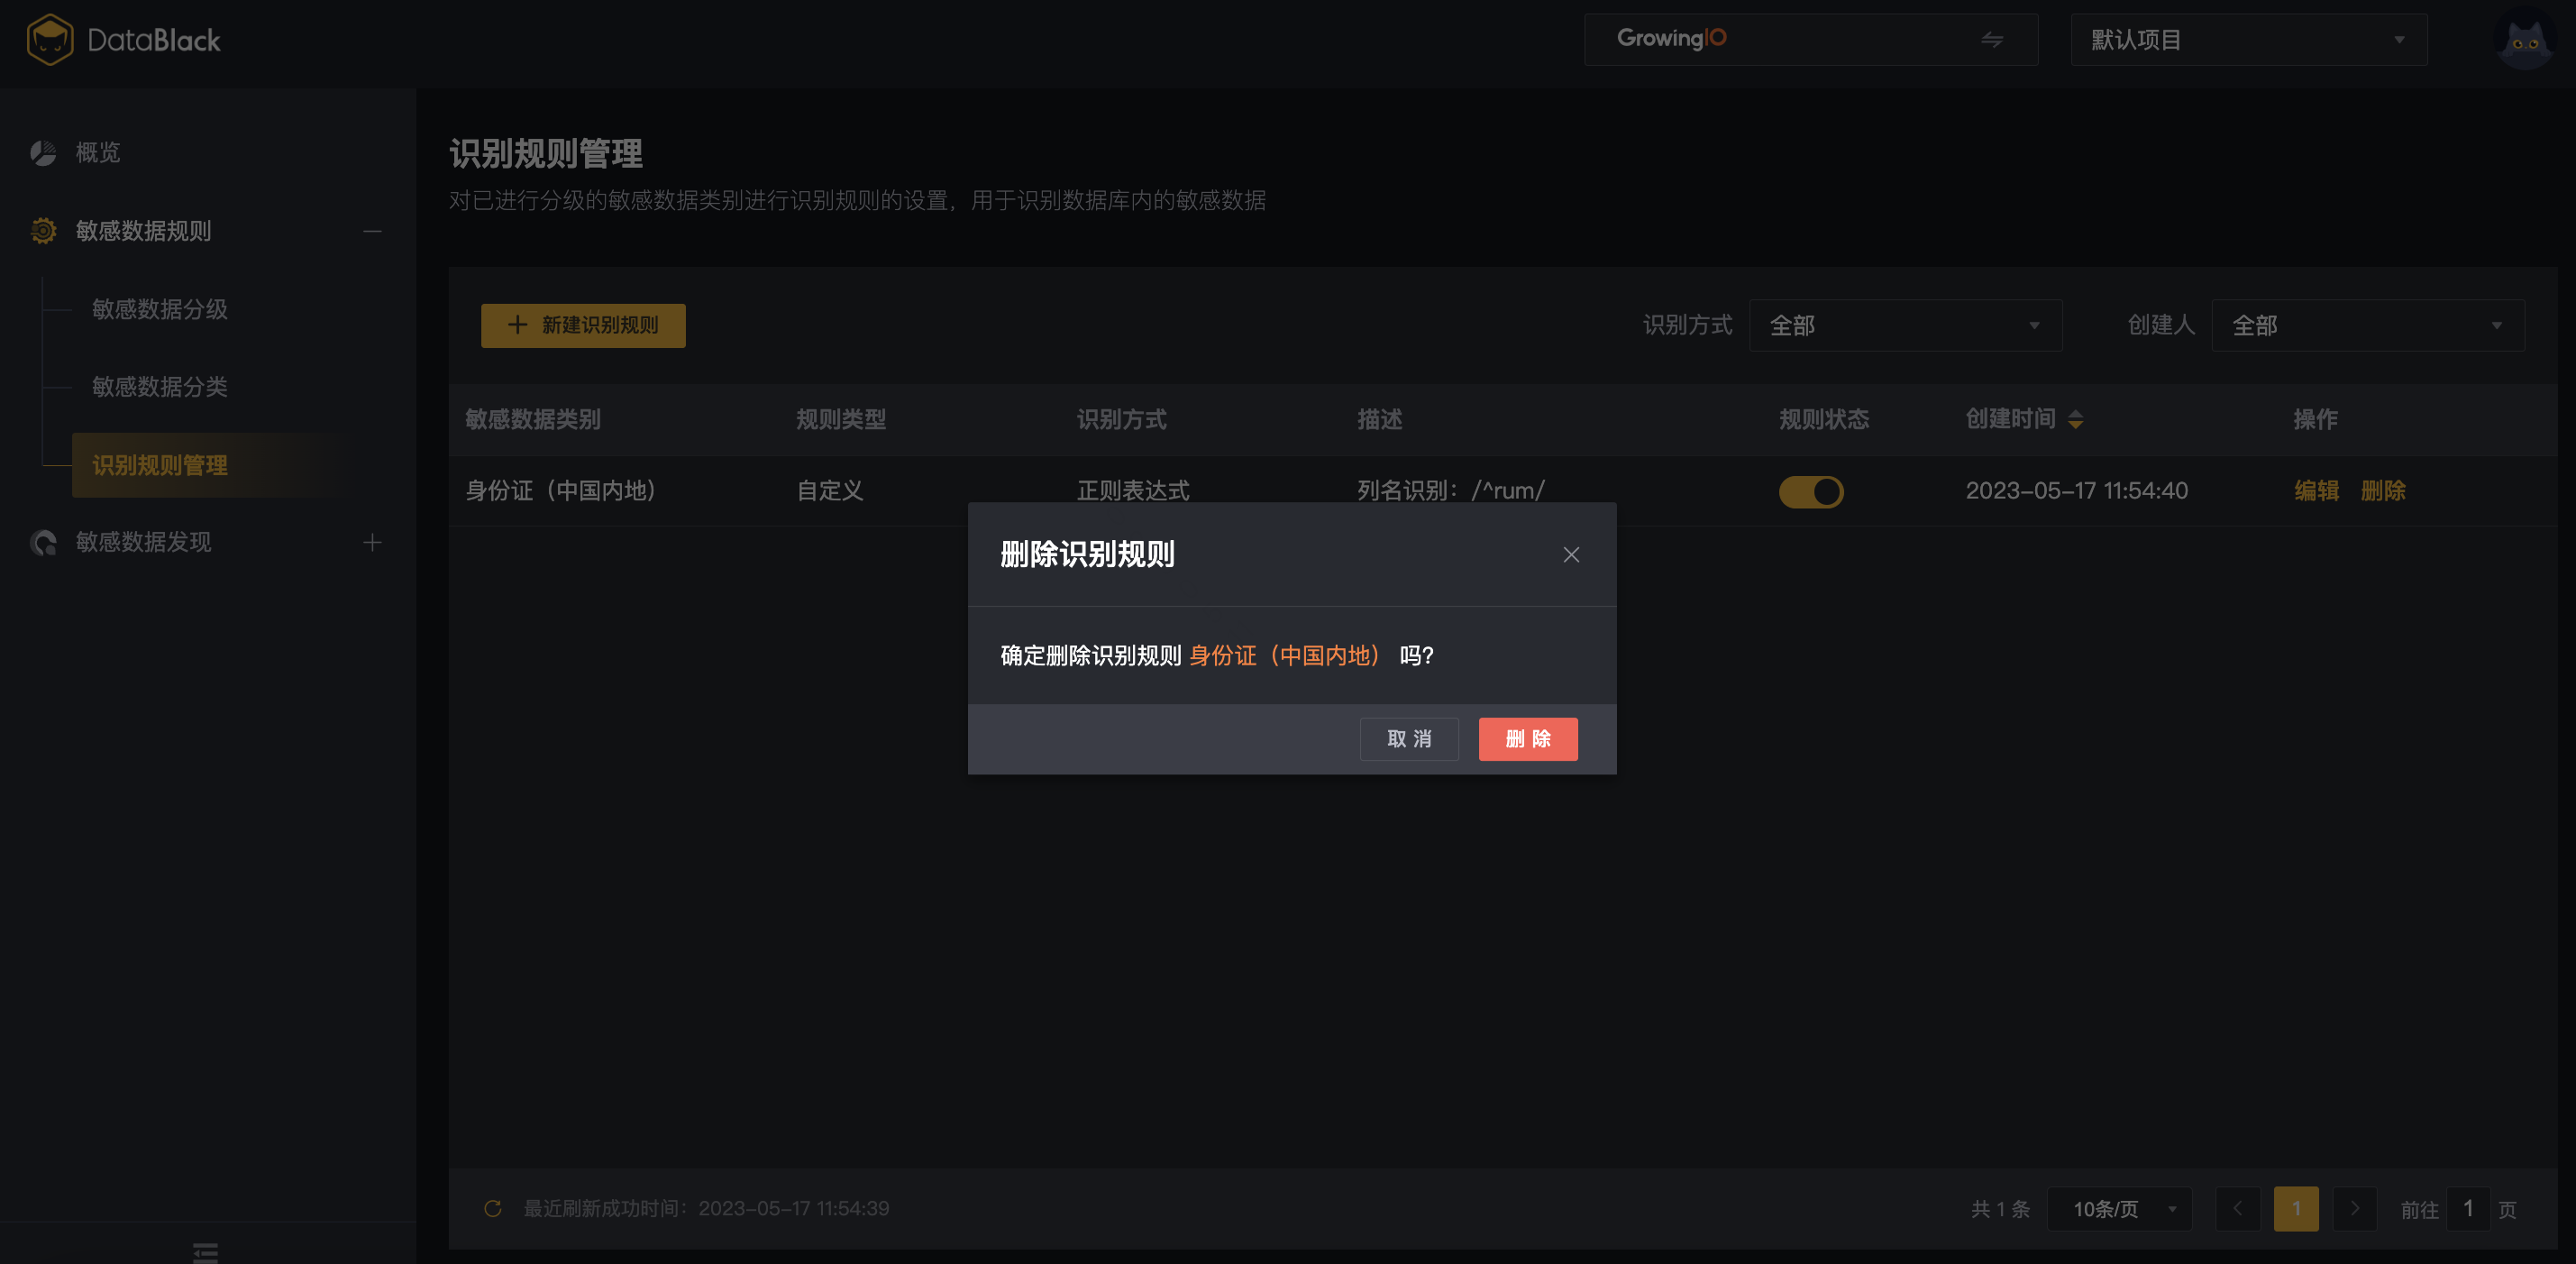 DataBlack
GrowingIO
默认项目
概览
敏感数据规则
敏感数据分级
敏感数据分类
识别规则管理
敏感数据发现
识别规则管理
对已进行分级的敏感数据类别进行识别规则的设置，用于识别数据库内的敏感数据
新建识别规则
识别方式 全部 创建人 全部
敏感数据类别 规则类型 识别方式 描述 规则状态 创建时间 操作
身份证（中国内地） 自定义 正则表达式 列名识别：/^rum/ 2023-05-17 11:54:40 编辑 删除
删除识别规则
确定删除识别规则 身份证（中国内地） 吗?
取消 删除
最近刷新成功时间：2023-05-17 11:54:39
共 1 条 10条/页 1 前往 1 页